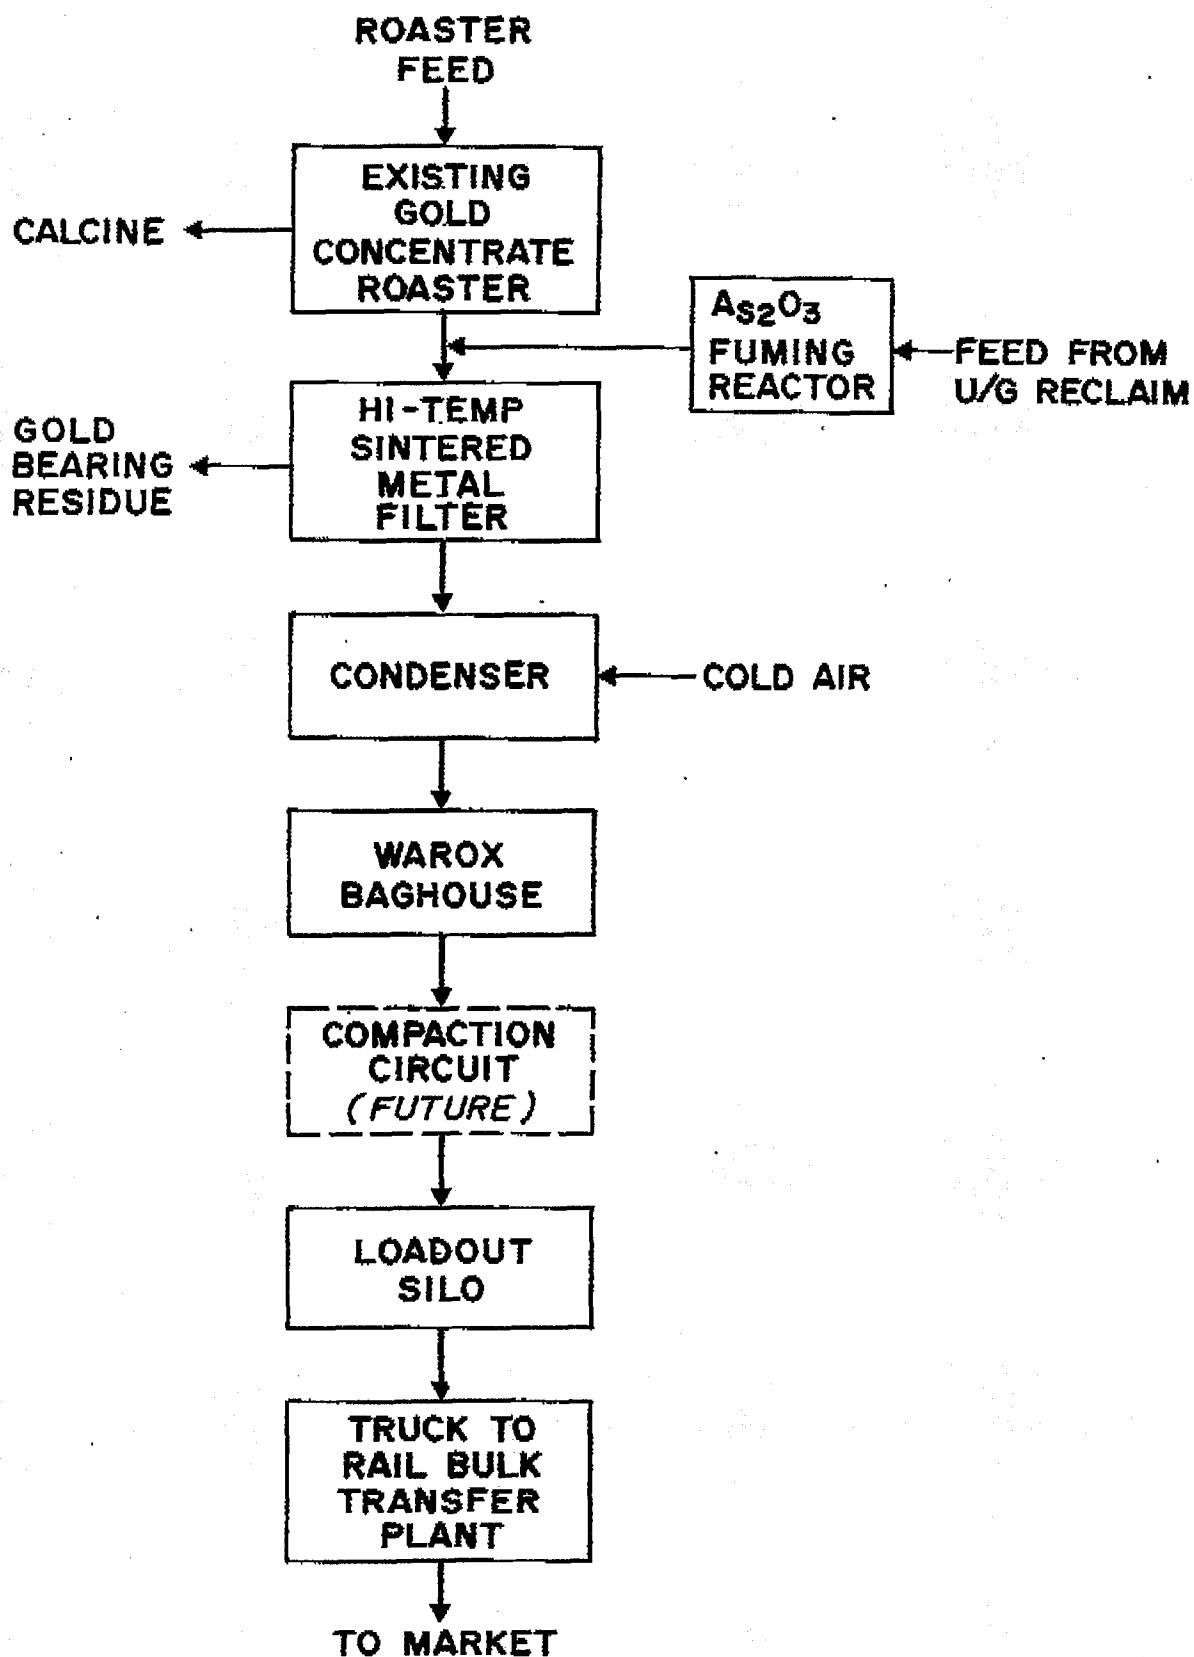 ROASTER
FEED
EXISTING
GOLD
CONCENTRATE
ROASTER
CALCINE
As2O3
FUMING
REACTOR
FEED FROM
U/G RECLAIM
HI-TEMP
SINTERED
METAL
FILTER
GOLD
BEARING
RESIDUE
CONDENSER
COLD AIR
WAROX
BAGHOUSE
COMPACTION
CIRCUIT
(FUTURE)
LOADOUT
SILO
TRUCK TO
RAIL BULK
TRANSFER
PLANT
TO MARKET